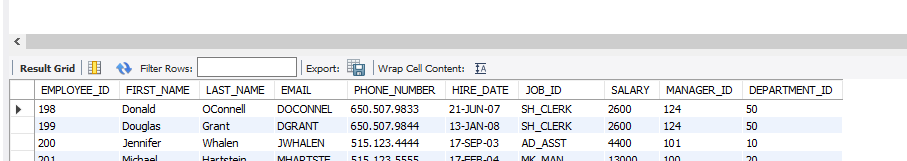 Result Grid Filter Rows: Export: Wrap Cell Content: IA
EMPLOYEE_ID FIRST_NAME LAST_NAME EMAIL PHONE_NUMBER HIRE_DATE JOB_ID SALARY MANAGER_ID DEPARTMENT_ID
198 Donald OConnell DOCONNEL 650.507.9833 21-JUN-07 SH_CLERK 2600 124 50
199 Douglas Grant DGRANT 650.507.9844 13-JAN-08 SH_CLERK 2600 124 50
200 Jennifer Whalen JWHALEN 515.123.4444 17-SEP-03 AD_ASST 4400 101 10
201 Michael Hartstein MHARTSTE 515.123.5555 17-FEB-04 MK_MAN 13000 100 20